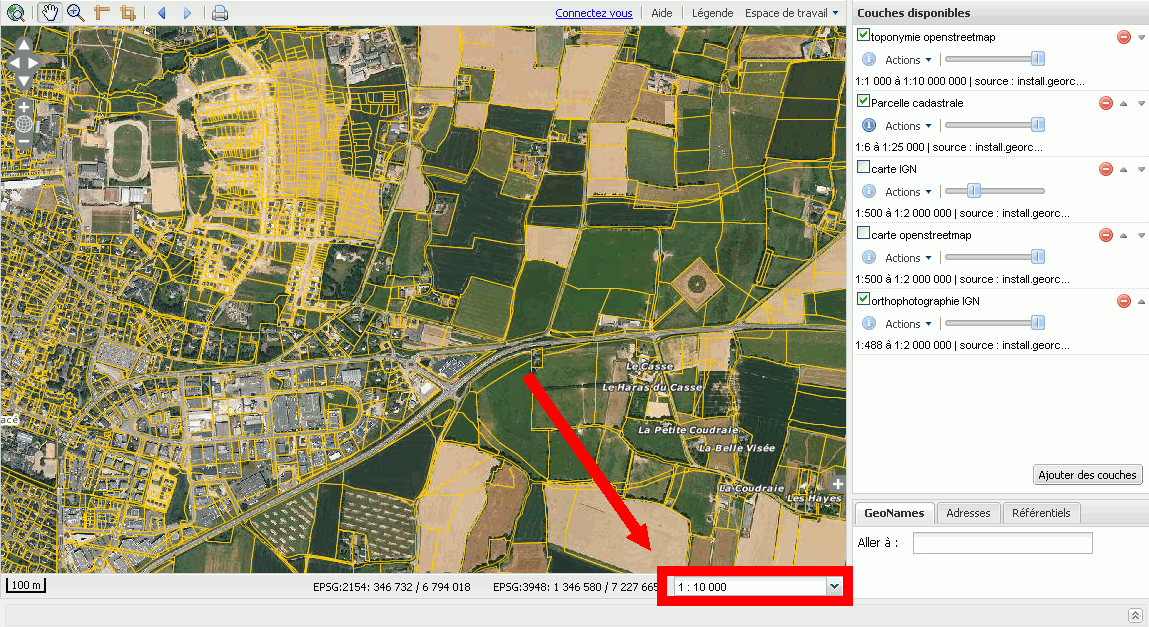 Connectez vous
Aide
Légende
Espace de travail
Couches disponibles
toponymie openstreetmap
Actions
1:1 000 à 1:10 000 000 | source : install.georc...
Parcelle cadastrale
Actions
1:6 à 1:25 000 | source : install.georc...
carte IGN
Actions
1:500 à 1:2 000 000 | source : install.georc...
carte openstreetmap
Actions
1:500 à 1:2 000 000 | source : install.georc...
orthophotographie IGN
Actions
1:488 à 1:2 000 000 | source : install.georc...
Le Casse
Le Haras du Casse
La Petite Coudraie
La Belle Visée
La Coudraie
Les Hayes
acé
Ajouter des couches
GeoNames
Adresses
Référentiels
Aller à :
100 m
EPSG:2154: 346 732 / 6 794 018
EPSG:3948: 1 346 580 / 7 227 665
1 : 10 000